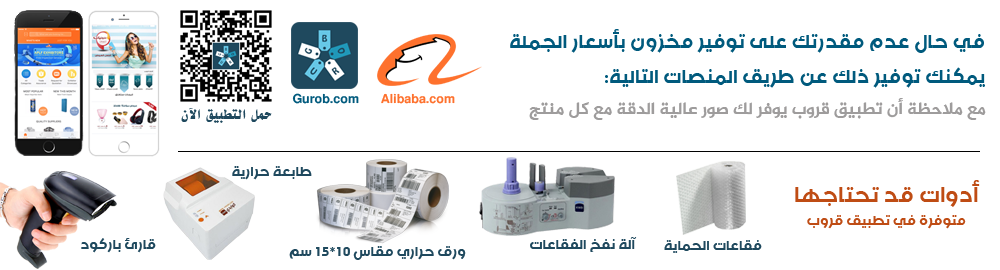 في حال عدم مقدرتك على توفير مخزون بأسعار الجملة
يمكنك توفير ذلك عن طريق المنصات التالية:
مع ملاحظة أن تطبيق قروب يوفر لك صور عالية الدقة مع كل منتج
Alibaba.com
Gurob.com
حمل التطبيق الآن
أدوات قد تحتاجها
متوفرة في تطبيق قروب
فقاعات الحماية
آلة نفخ الفقاعات
ورق حراري مقاس 10*15 سم
طابعة حرارية
قارئ باركود